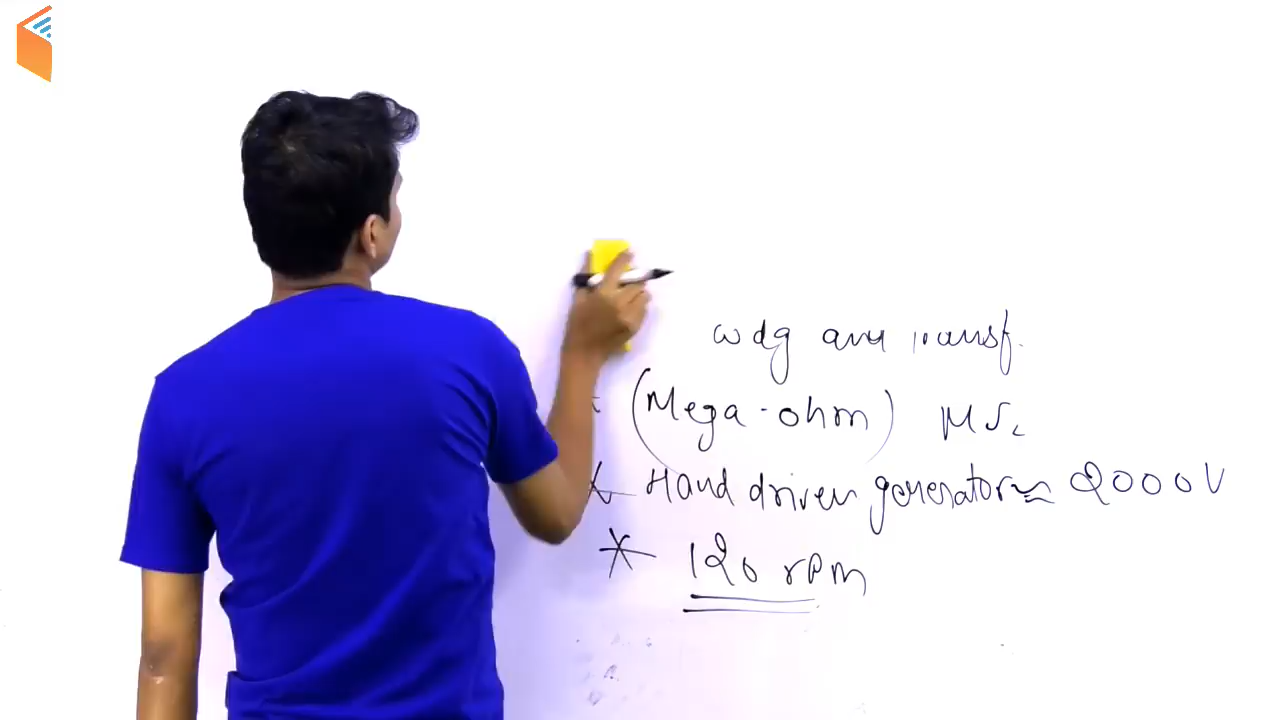 wdg and transf.
(Mega-ohm) MΩ
* Hand driven generator ≈ 2000V
* 120 rpm